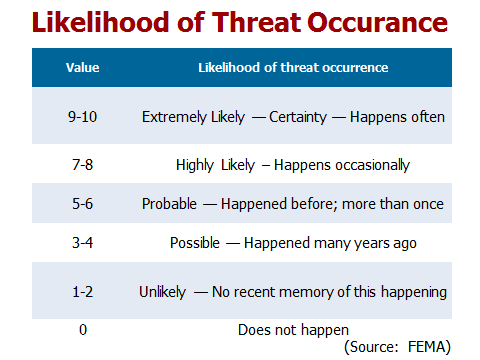 Likelihood of Threat Occurance
Value Likelihood of threat occurrence
9-10 Extremely Likely — Certainty — Happens often
7-8 Highly Likely – Happens occasionally
5-6 Probable — Happened before; more than once
3-4 Possible — Happened many years ago
1-2 Unlikely — No recent memory of this happening
0 Does not happen
(Source: FEMA)